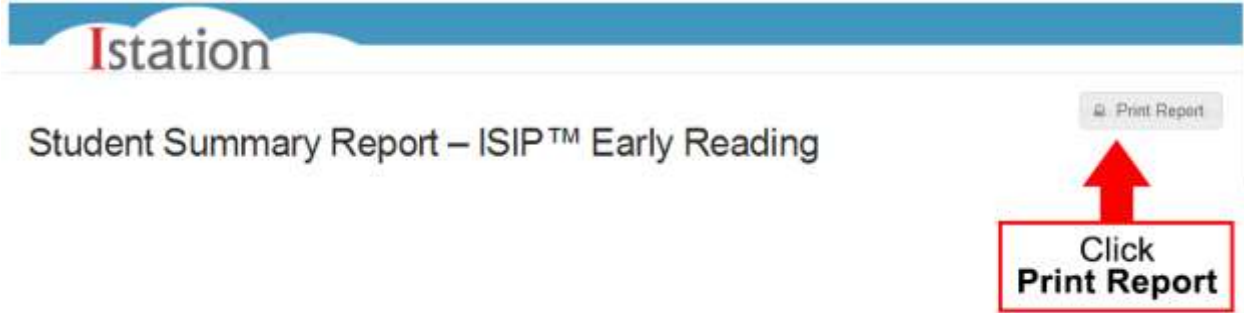 Istation
Print Report
Student Summary Report – ISIP™ Early Reading
Click
Print Report